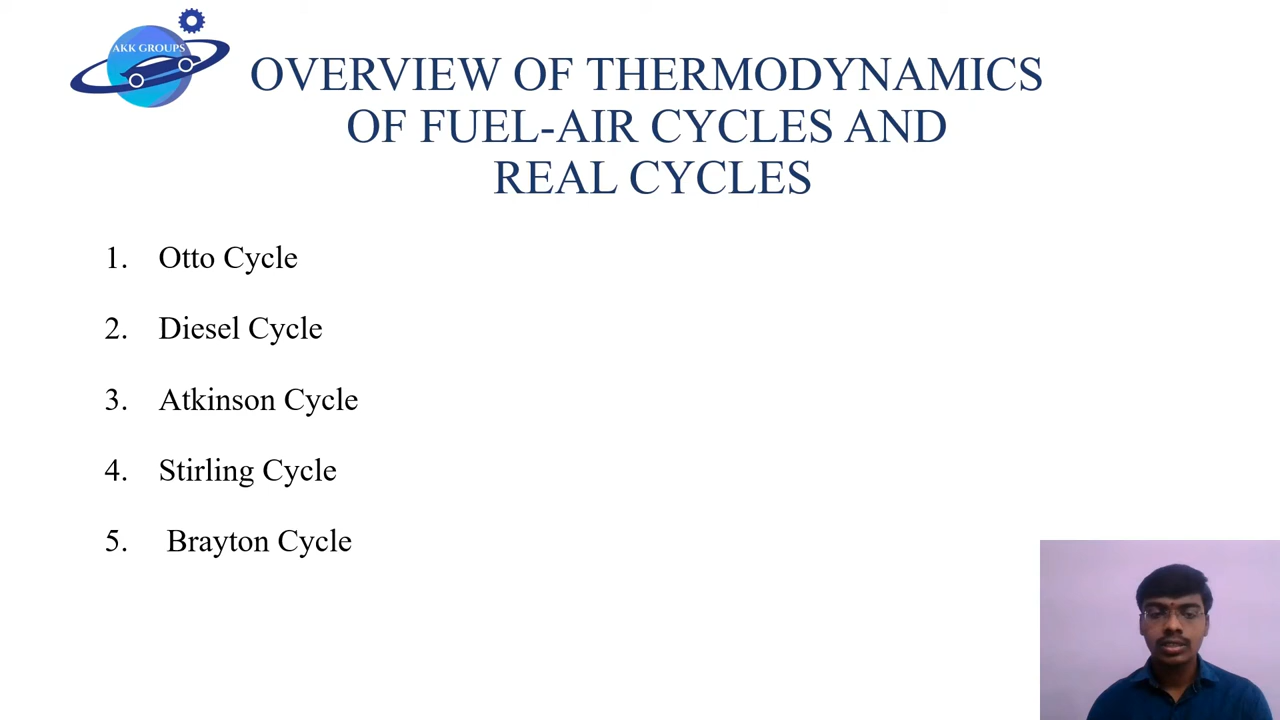 AKK GROUPS
OVERVIEW OF THERMODYNAMICS
OF FUEL-AIR CYCLES AND
REAL CYCLES
1. Otto Cycle
2. Diesel Cycle
3. Atkinson Cycle
4. Stirling Cycle
5. Brayton Cycle